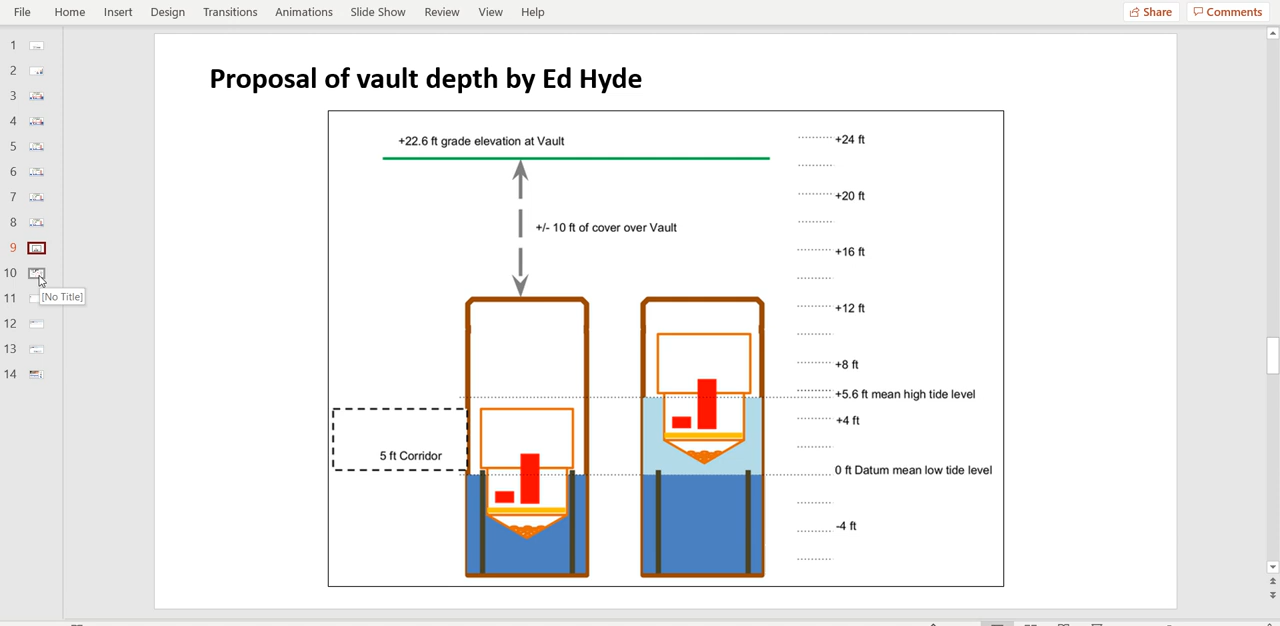 File Home Insert Design Transitions Animations Slide Show Review View Help Share Comments
1
2
3
4
5
6
7
8
9
10
[No Title]
11
12
13
14
Proposal of vault depth by Ed Hyde
+22.6 ft grade elevation at Vault
+/- 10 ft of cover over Vault
5 ft Corridor
+24 ft
+20 ft
+16 ft
+12 ft
+8 ft
+5.6 ft mean high tide level
+4 ft
0 ft Datum mean low tide level
-4 ft